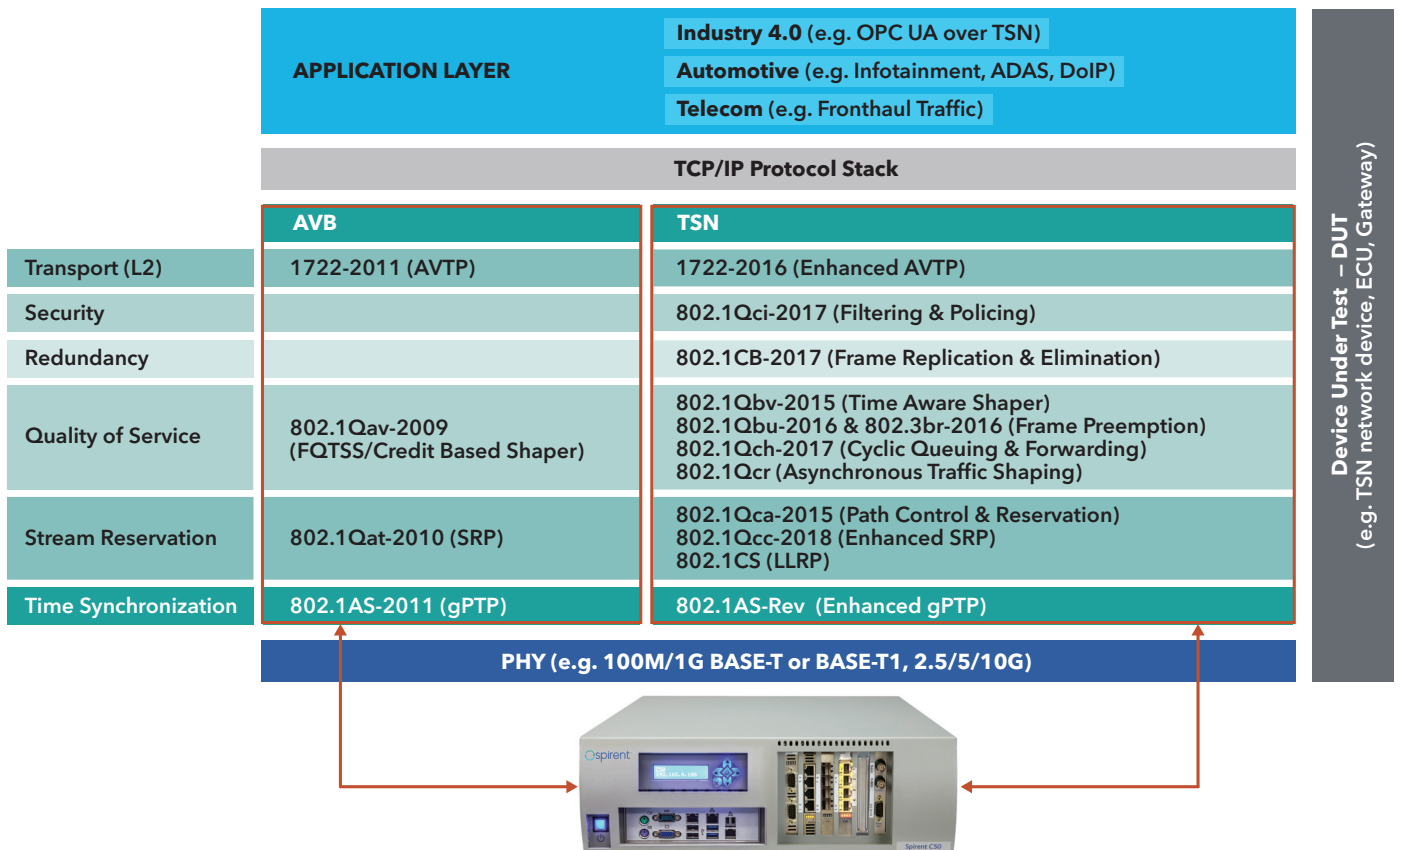 APPLICATION LAYER
Industry 4.0 (e.g. OPC UA over TSN)
Automotive (e.g. Infotainment, ADAS, DoIP)
Telecom (e.g. Fronthaul Traffic)
TCP/IP Protocol Stack
AVB
TSN
Transport (L2)
1722-2011 (AVTP)
1722-2016 (Enhanced AVTP)
Security
802.1Qci-2017 (Filtering & Policing)
Redundancy
802.1CB-2017 (Frame Replication & Elimination)
Quality of Service
802.1Qav-2009
(FQTSS/Credit Based Shaper)
802.1Qbv-2015 (Time Aware Shaper)
802.1Qbu-2016 & 802.3br-2016 (Frame Preemption)
802.1Qch-2017 (Cyclic Queuing & Forwarding)
802.1Qcr (Asynchronous Traffic Shaping)
Stream Reservation
802.1Qat-2010 (SRP)
802.1Qca-2015 (Path Control & Reservation)
802.1Qcc-2018 (Enhanced SRP)
802.1CS (LLRP)
Time Synchronization
802.1AS-2011 (gPTP)
802.1AS-Rev (Enhanced gPTP)
PHY (e.g. 100M/1G BASE-T or BASE-T1, 2.5/5/10G)
Device Under Test – DUT
(e.g. TSN network device, ECU, Gateway)
spirent
Spirent C50